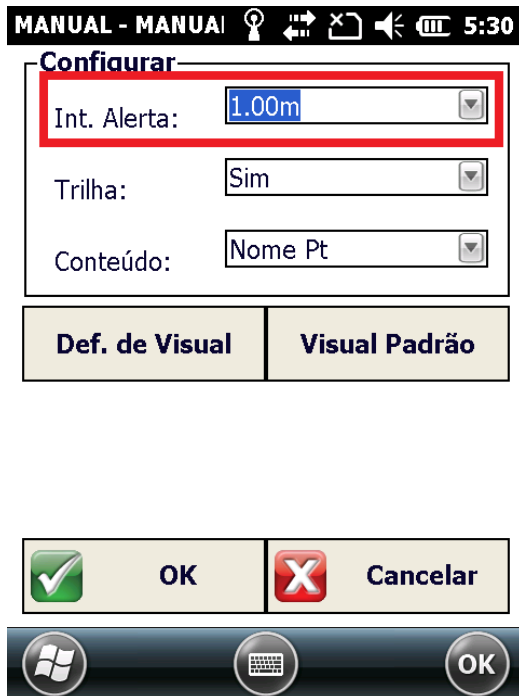 MANUAL - MANUAI 5:30
Configurar
Int. Alerta: 1.00m
Trilha: Sim
Conteúdo: Nome Pt
Def. de Visual Visual Padrão
OK Cancelar
OK